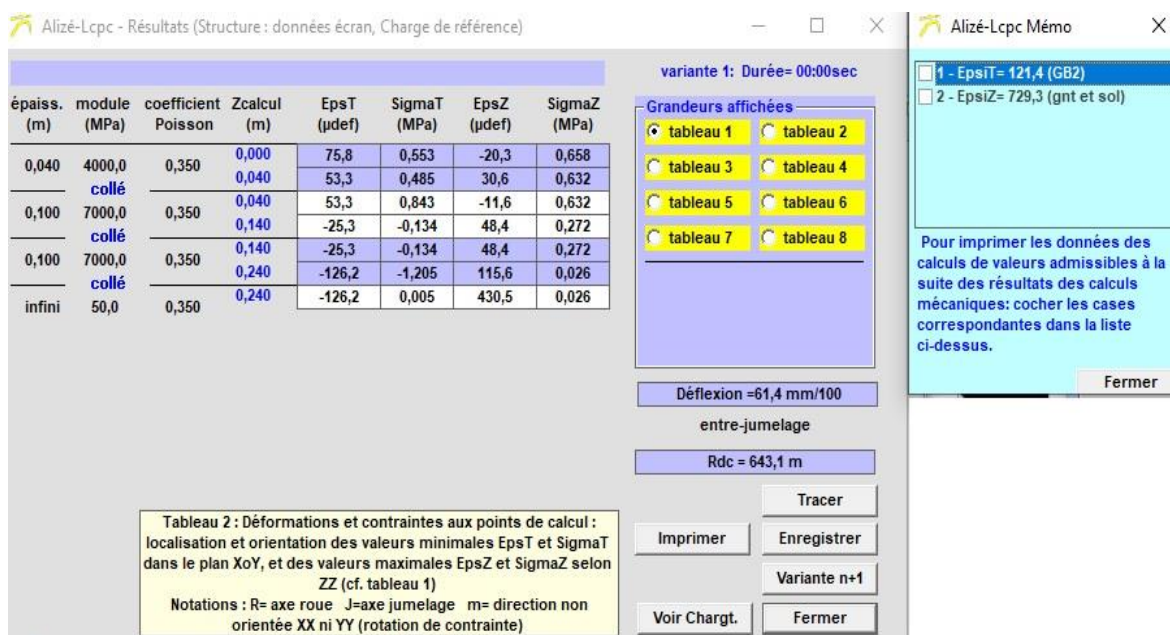 Alizé-Lcpc - Résultats (Structure : données écran, Charge de référence)
variante 1: Durée= 00:00sec
épaiss. module coefficient Zcalcul EpsT SigmaT EpsZ SigmaZ
(m) (MPa) Poisson (m) (µdef) (MPa) (µdef) (MPa)
0,000 75,8 0,553 -20,3 0,658
0,040 4000,0 0,350
0,040 53,3 0,485 30,6 0,632
collé
0,040 53,3 0,843 -11,6 0,632
0,100 7000,0 0,350
0,140 -25,3 -0,134 48,4 0,272
collé
0,140 -25,3 -0,134 48,4 0,272
0,100 7000,0 0,350
0,240 -126,2 -1,205 115,6 0,026
collé
0,240 -126,2 0,005 430,5 0,026
infini 50,0 0,350
Grandeurs affichées
tableau 1 tableau 2
tableau 3 tableau 4
tableau 5 tableau 6
tableau 7 tableau 8
Déflexion =61,4 mm/100
entre-jumelage
Rdc = 643,1 m
Tracer
Imprimer Enregistrer
Variante n+1
Voir Chargt. Fermer
Tableau 2 : Déformations et contraintes aux points de calcul :
localisation et orientation des valeurs minimales EpsT et SigmaT
dans le plan XoY, et des valeurs maximales EpsZ et SigmaZ selon
ZZ (cf. tableau 1)
Notations : R= axe roue J=axe jumelage m= direction non
orientée XX ni YY (rotation de contrainte)
Alizé-Lcpc Mémo
1 - EpsiT= 121,4 (GB2)
2 - EpsiZ= 729,3 (gnt et sol)
Pour imprimer les données des
calculs de valeurs admissibles à la
suite des résultats des calculs
mécaniques: cocher les cases
correspondantes dans la liste
ci-dessus.
Fermer